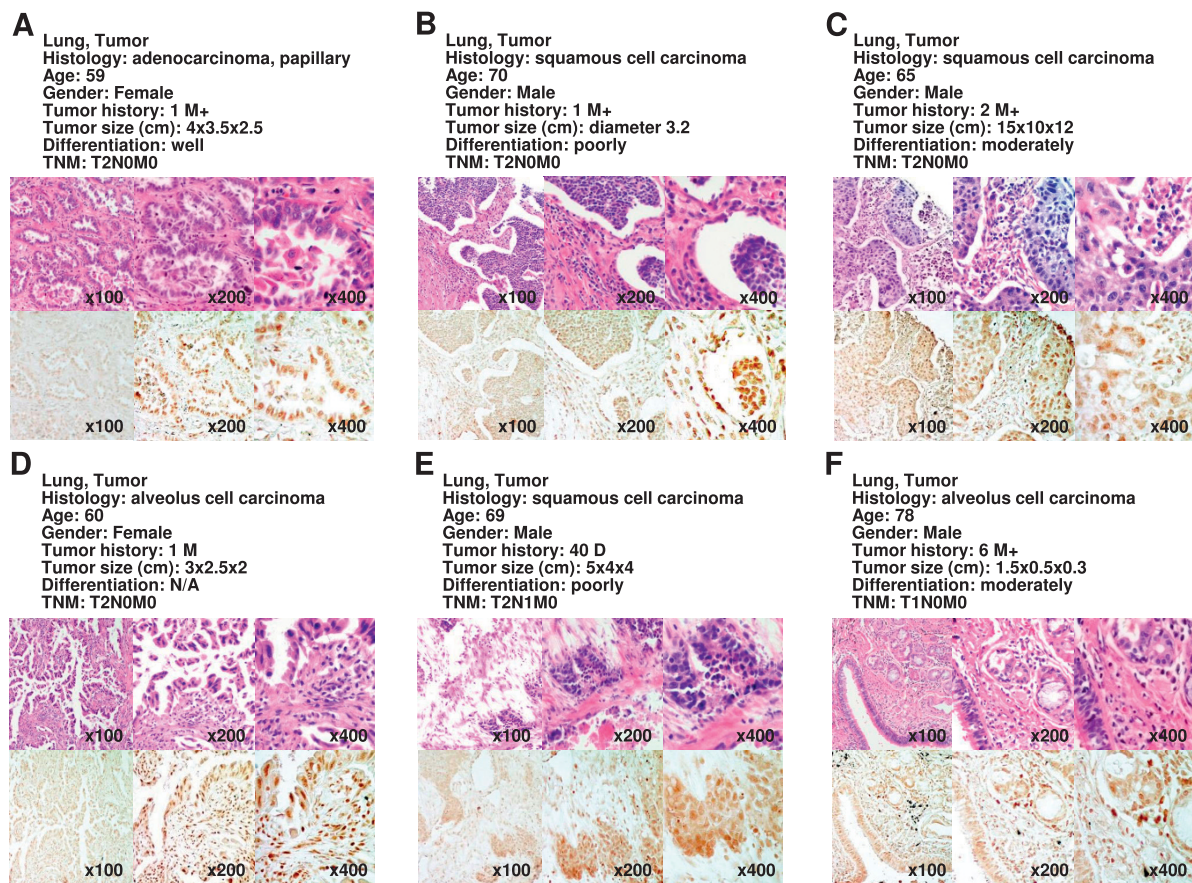 A
Lung, Tumor
Histology: adenocarcinoma, papillary
Age: 59
Gender: Female
Tumor history: 1 M+
Tumor size (cm): 4x3.5x2.5
Differentiation: well
TNM: T2N0M0
x100
x200
x400
x100
x200
x400
B
Lung, Tumor
Histology: squamous cell carcinoma
Age: 70
Gender: Male
Tumor history: 1 M+
Tumor size (cm): diameter 3.2
Differentiation: poorly
TNM: T2N0M0
x100
x200
x400
x100
x200
x400
C
Lung, Tumor
Histology: squamous cell carcinoma
Age: 65
Gender: Male
Tumor history: 2 M+
Tumor size (cm): 15x10x12
Differentiation: moderately
TNM: T2N0M0
x100
x200
x400
x100
x200
x400
D
Lung, Tumor
Histology: alveolus cell carcinoma
Age: 60
Gender: Female
Tumor history: 1 M
Tumor size (cm): 3x2.5x2
Differentiation: N/A
TNM: T2N0M0
x100
x200
x400
x100
x200
x400
E
Lung, Tumor
Histology: squamous cell carcinoma
Age: 69
Gender: Male
Tumor history: 40 D
Tumor size (cm): 5x4x4
Differentiation: poorly
TNM: T2N1M0
x100
x200
x400
x100
x200
x400
F
Lung, Tumor
Histology: alveolus cell carcinoma
Age: 78
Gender: Male
Tumor history: 6 M+
Tumor size (cm): 1.5x0.5x0.3
Differentiation: moderately
TNM: T1N0M0
x100
x200
x400
x100
x200
x400